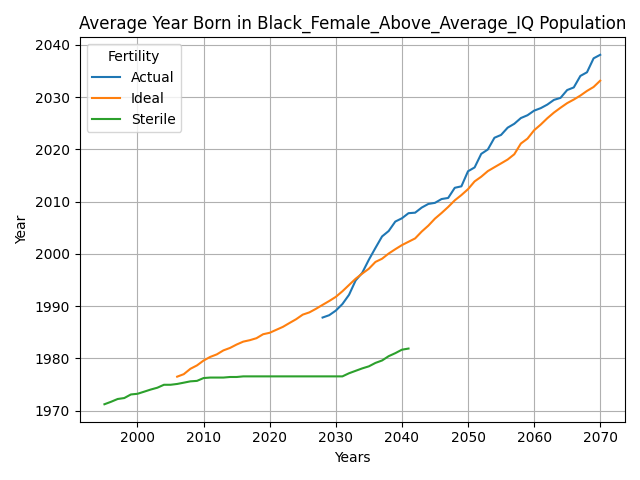 Average Year Born in Black_Female_Above_Average_IQ Population
Fertility
Actual
Ideal
Sterile
Year
2040
2030
2020
2010
2000
1990
1980
1970
2000 2010 2020 2030 2040 2050 2060 2070
Years